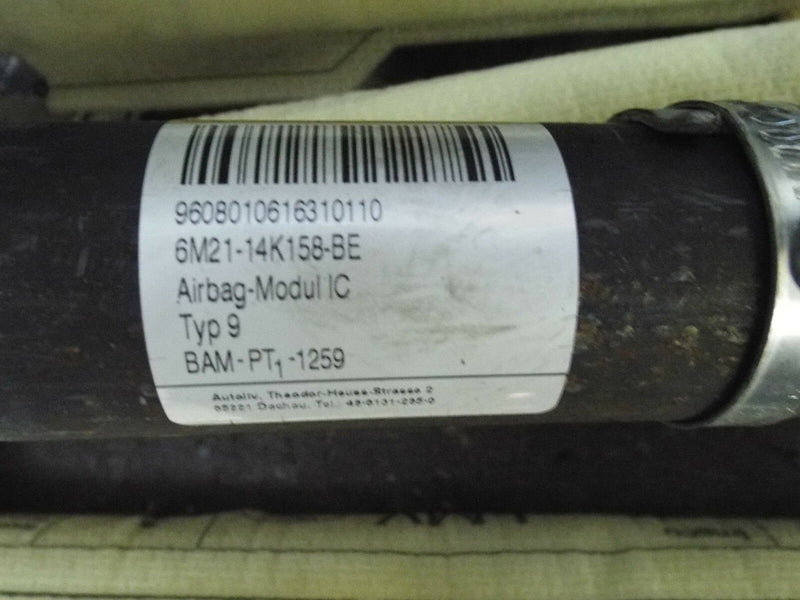 9608010616310110
6M21-14K158-BE
Airbag-Modul IC
Typ 9
BAM-PT₁-1259
Autoliv, Theodor-Heuss-Strasse 2
85221 Dachau, Tel.: 49-8131-295-0